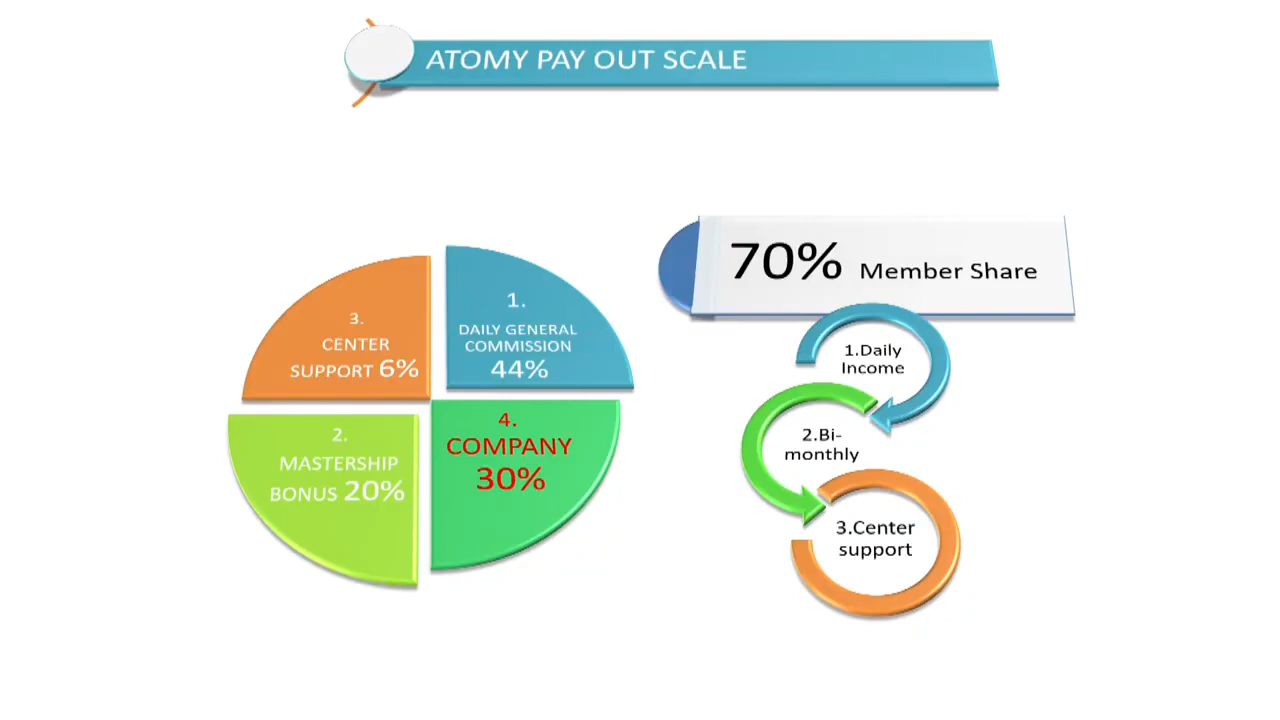 ATOMY PAY OUT SCALE
70% Member Share
1.
DAILY GENERAL
COMMISSION
44%
3.
CENTER
SUPPORT 6%
2.
MASTERSHIP
BONUS 20%
4.
COMPANY
30%
1.Daily
Income
2.Bi-
monthly
3.Center
support